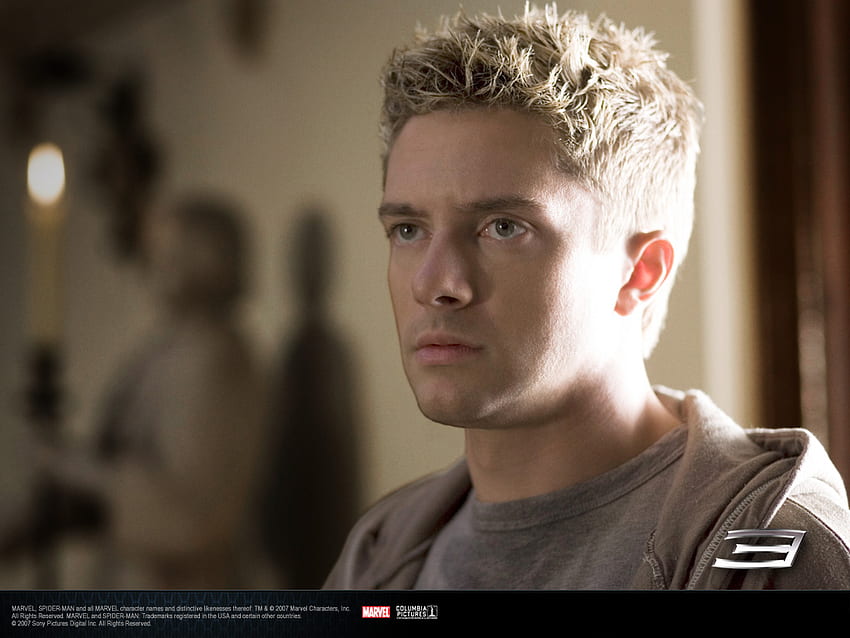 3
MARVEL, SPIDER-MAN and all MARVEL character names and distinctive likenesses thereof: TM & © 2007 Marvel Characters, Inc.
All Rights Reserved. MARVEL and SPIDER-MAN: Trademarks registered in the USA and certain other countries.
© 2007 Sony Pictures Digital Inc. All Rights Reserved.
MARVEL
COLUMBIA
PICTURES